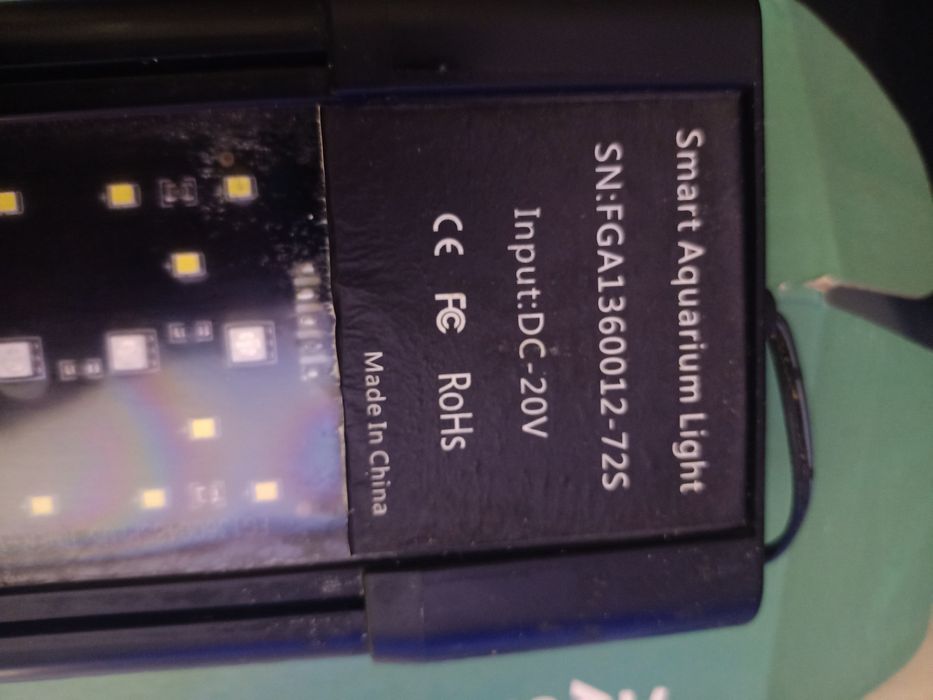 Smart Aquarium Light
SN:FGA1360012-72S
Input:DC-20V
CE FC RoHS
Made In China